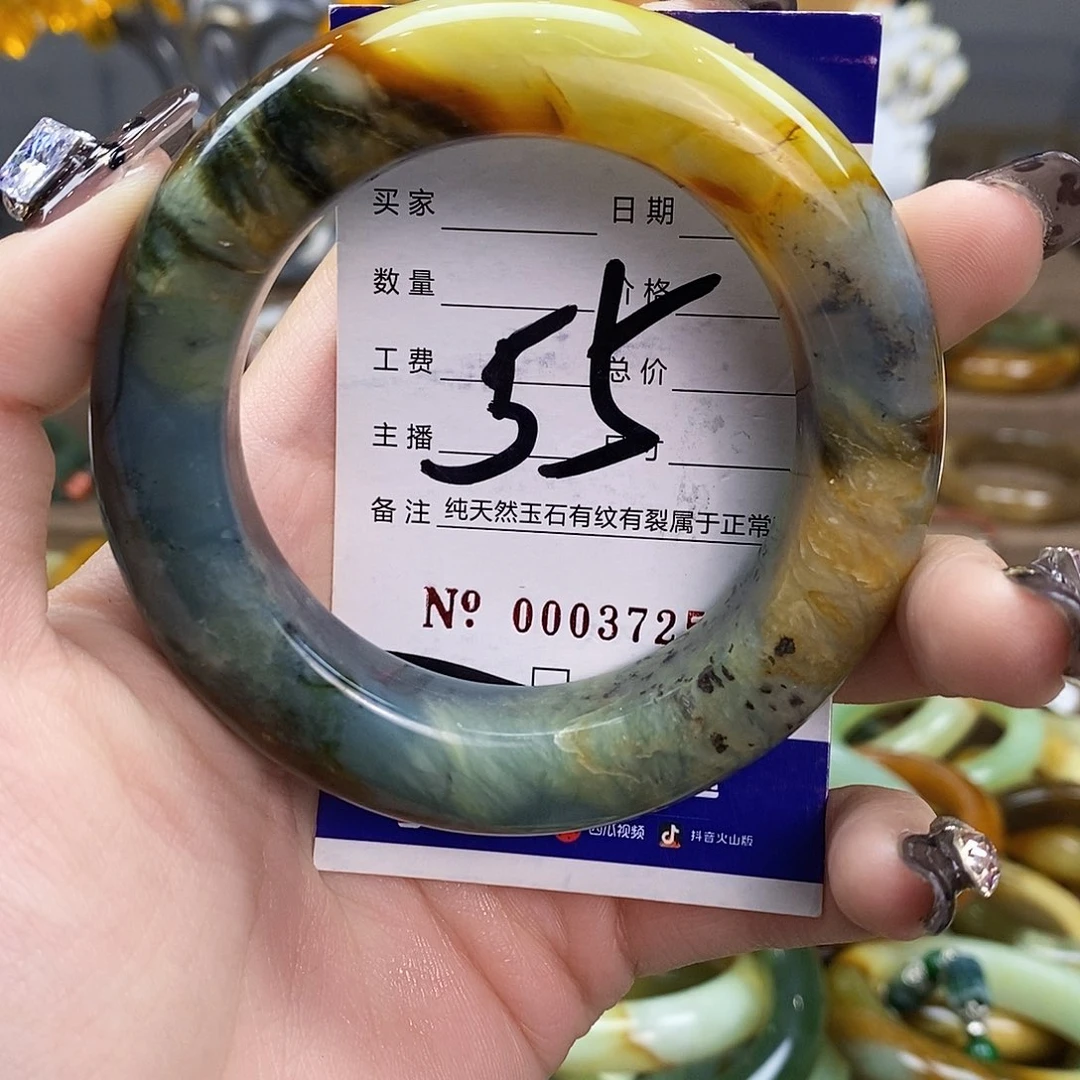 买家 日期
数量 价格
工费 总价
主播
55
备注 纯天然玉石有纹有裂属于正常
Nº 0003725
西瓜视频 抖音火山版